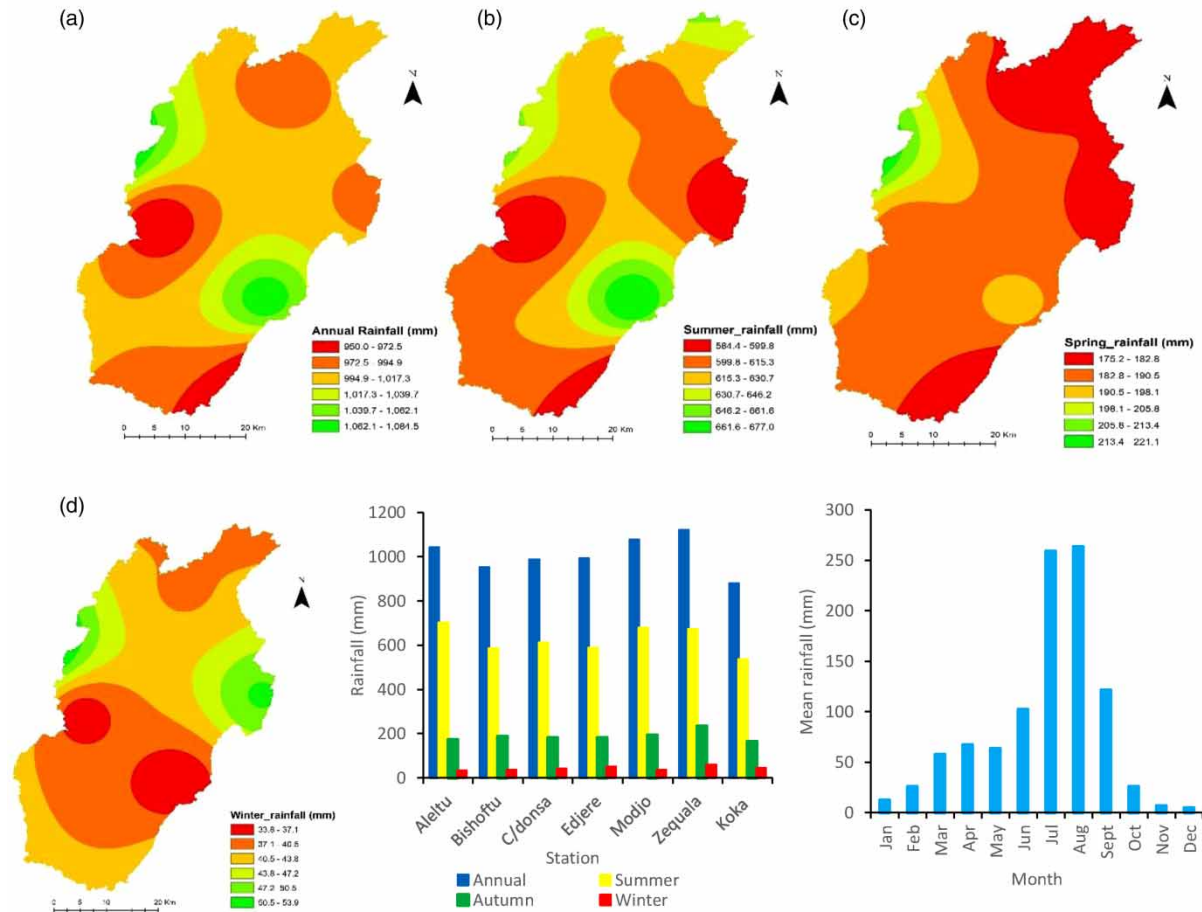 (a)
N
Annual Rainfall (mm)
950.0 - 972.5
972.5 - 994.9
994.9 - 1,017.3
1,017.3 - 1,039.7
1.039.7 - 1,062.1
1,062.1 - 1,084.5
0 5 10 20 Km
(b)
N
Summer_rainfall (mm)
584.4 - 599.8
599.8 - 615.3
615.3 - 630.7
630.7 - 646.2
646.2 - 661.6
661.6 - 677.0
0 5 10 20 Km
(c)
N
Spring_rainfall (mm)
175.2 - 182.8
182.8 - 190.5
190.5 - 198.1
198.1 - 205.8
205.8 - 213.4
213.4 221.1
0 5 10 20 Km
(d)
N
Winter_rainfall (mm)
33.8 - 37.1
37.1 - 40.5
40.5 - 43.8
43.8 - 47.2
47.2 50.5
50.5 - 53.9
0 5 10 20 Km
Rainfall (mm)
1200
1000
800
600
400
200
0
Aleltu
Bishoftu
C/donsa
Edjere
Modjo
Zequala
Koka
Station
Annual
Summer
Autumn
Winter
Mean rainfall (mm)
300
250
200
150
100
50
0
Jan
Feb
Mar
Apr
May
Jun
Jul
Aug
Sept
Oct
Nov
Dec
Month